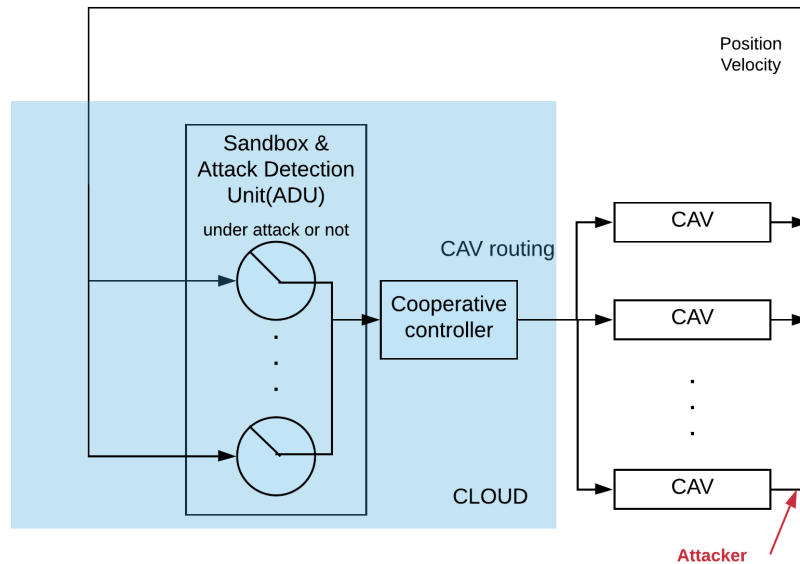 Position
Velocity
Sandbox &
Attack Detection
Unit(ADU)
under attack or not
CAV routing
Cooperative
controller
CAV
CAV
CAV
CLOUD
Attacker